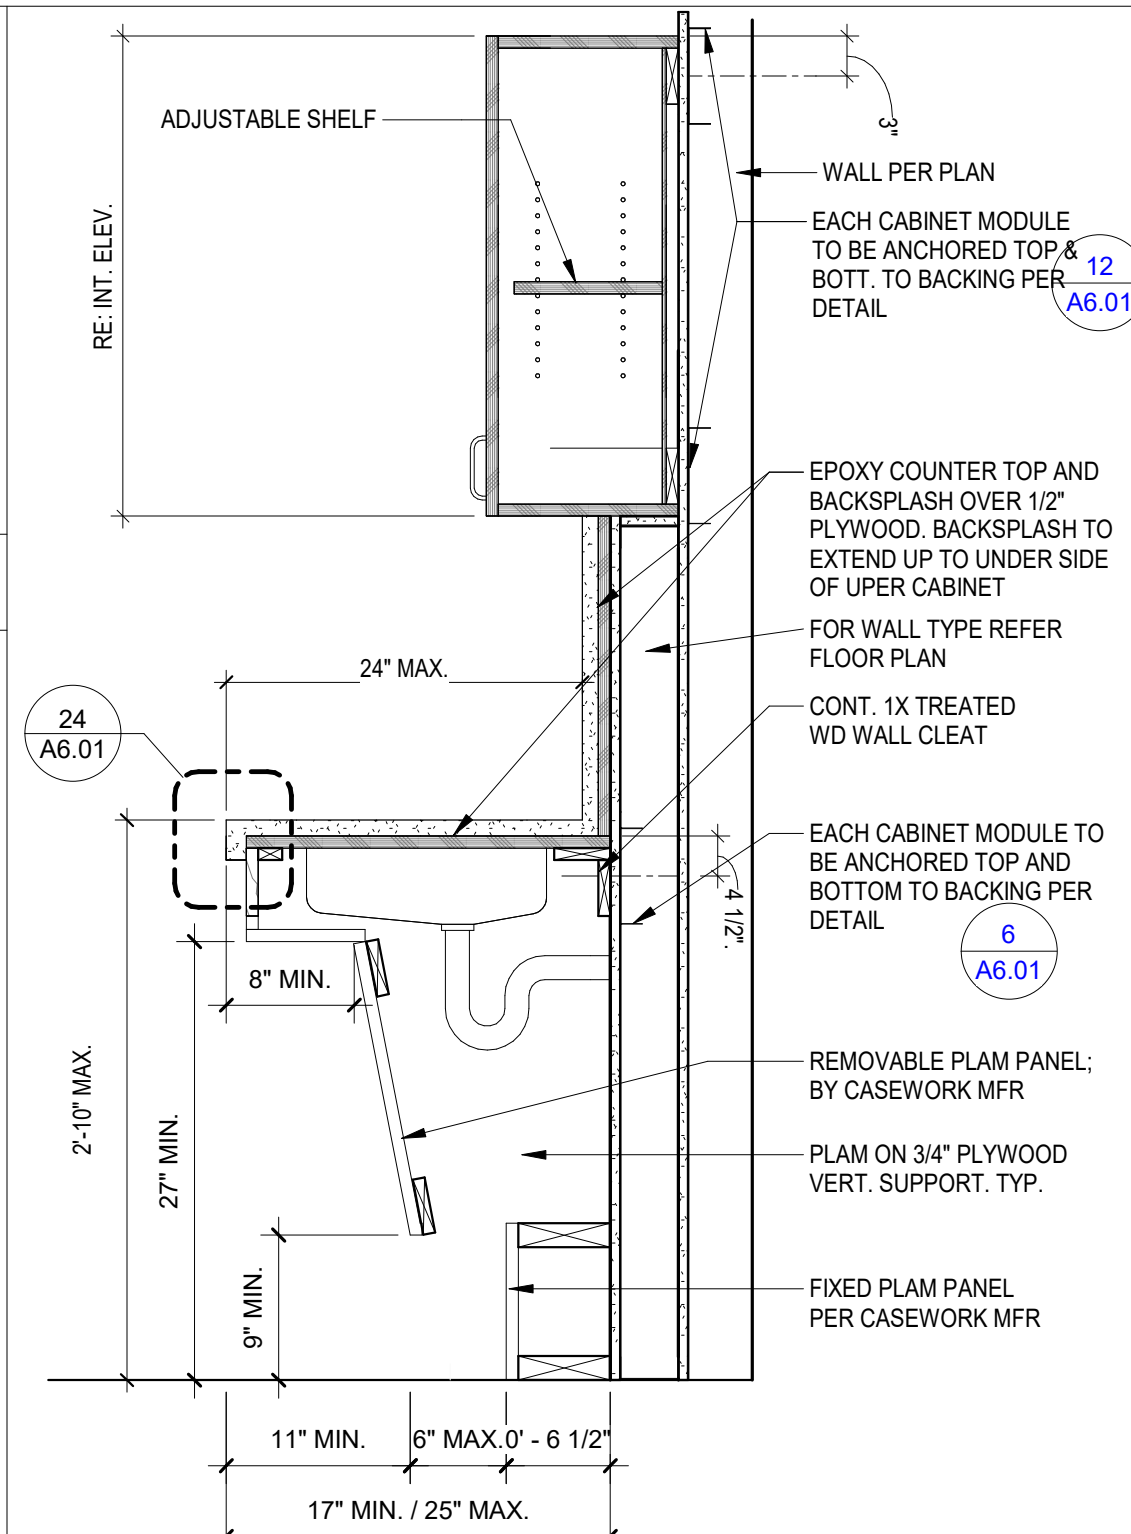 ADJUSTABLE SHELF
RE: INT. ELEV.
3"
WALL PER PLAN
EACH CABINET MODULE
TO BE ANCHORED TOP &
BOTT. TO BACKING PER
DETAIL
12
A6.01
EPOXY COUNTER TOP AND
BACKSPLASH OVER 1/2"
PLYWOOD. BACKSPLASH TO
EXTEND UP TO UNDER SIDE
OF UPER CABINET
FOR WALL TYPE REFER
FLOOR PLAN
24" MAX.
24
A6.01
CONT. 1X TREATED
WD WALL CLEAT
EACH CABINET MODULE TO
BE ANCHORED TOP AND
BOTTOM TO BACKING PER
DETAIL
6
A6.01
4 1/2".
8" MIN.
2'-10" MAX.
27" MIN.
9" MIN.
REMOVABLE PLAM PANEL;
BY CASEWORK MFR
PLAM ON 3/4" PLYWOOD
VERT. SUPPORT. TYP.
FIXED PLAM PANEL
PER CASEWORK MFR
11" MIN.
6" MAX.
0' - 6 1/2"
17" MIN. / 25" MAX.